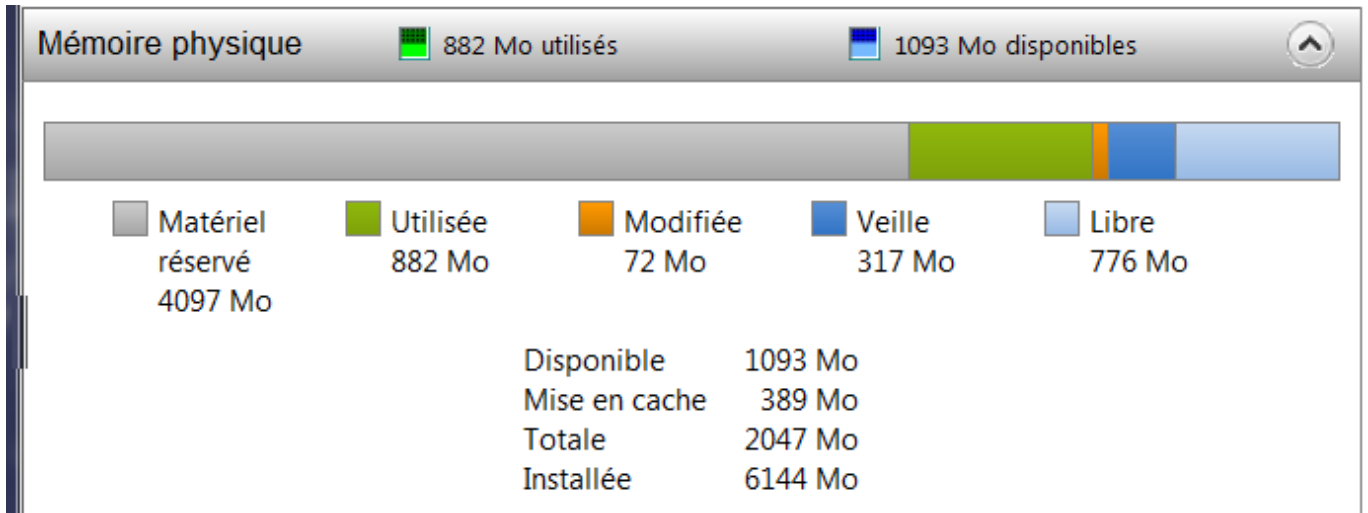 Mémoire physique 882 Mo utilisés 1093 Mo disponibles
Matériel réservé 4097 Mo
Utilisée 882 Mo
Modifiée 72 Mo
Veille 317 Mo
Libre 776 Mo
Disponible 1093 Mo
Mise en cache 389 Mo
Totale 2047 Mo
Installée 6144 Mo